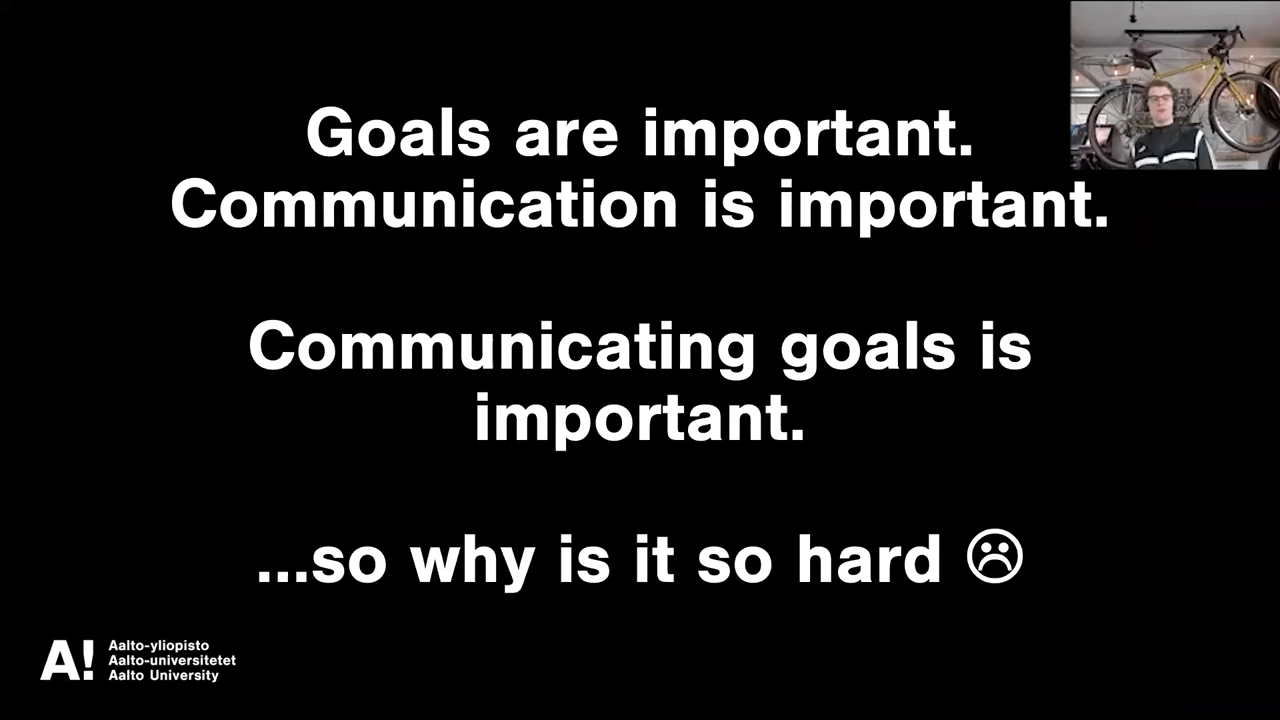 Goals are important.
Communication is important.
Communicating goals is
important.
...so why is it so hard ☹
A! Aalto-yliopisto
Aalto-universitetet
Aalto University